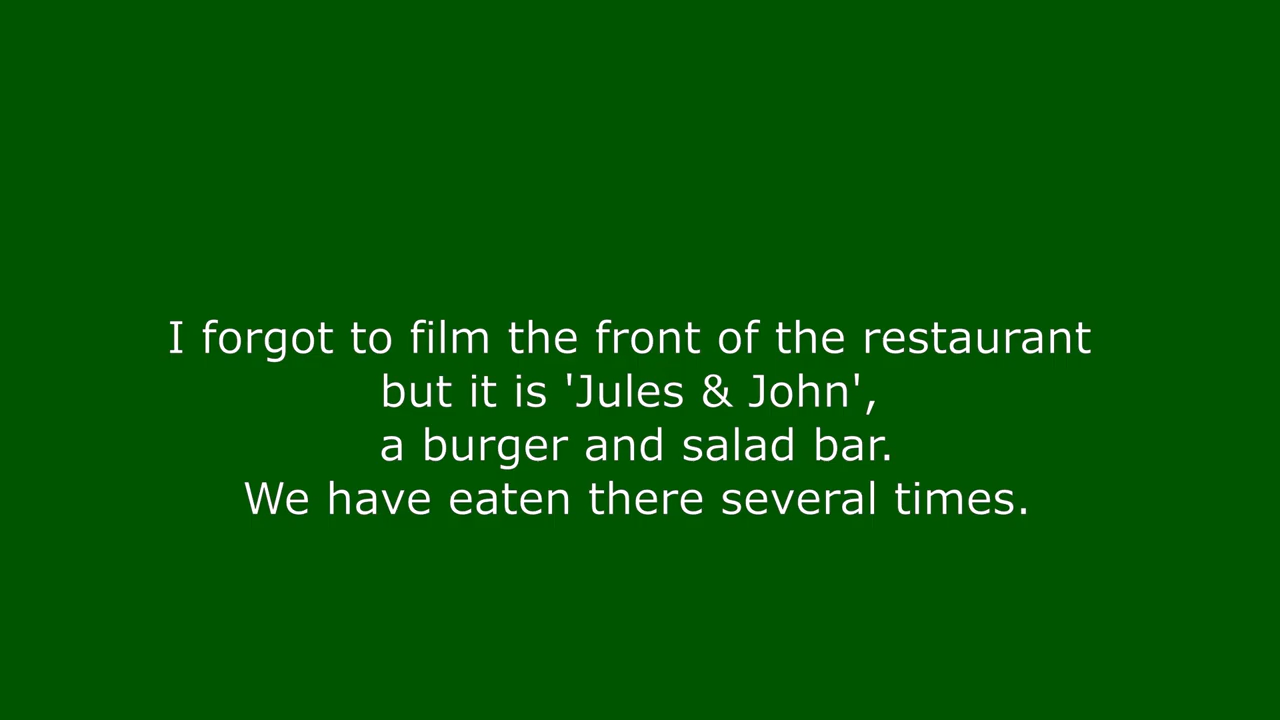 I forgot to film the front of the restaurant
but it is 'Jules & John',
a burger and salad bar.
We have eaten there several times.